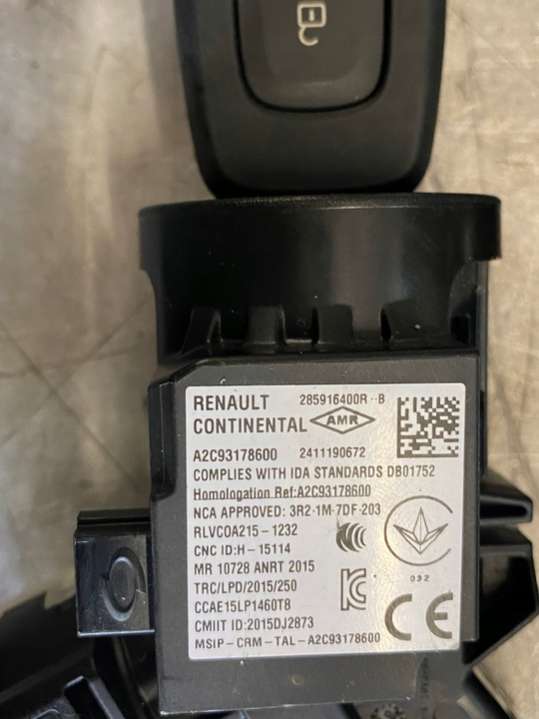 RENAULT 285916400R--B
CONTINENTAL AMR
A2C93178600 2411190672
COMPLIES WITH IDA STANDARDS DB01752
Homologation Ref:A2C93178600
NCA APPROVED: 3R2-1M-7DF-203
RLVCOA215-1232
CNC ID:H-15114
MR 10728 ANRT 2015
TRC/LPD/2015/250
CCAE15LP1460T8
CMIIT ID:2015DJ2873
MSIP-CRM-TAL-A2C93178600
032
CE